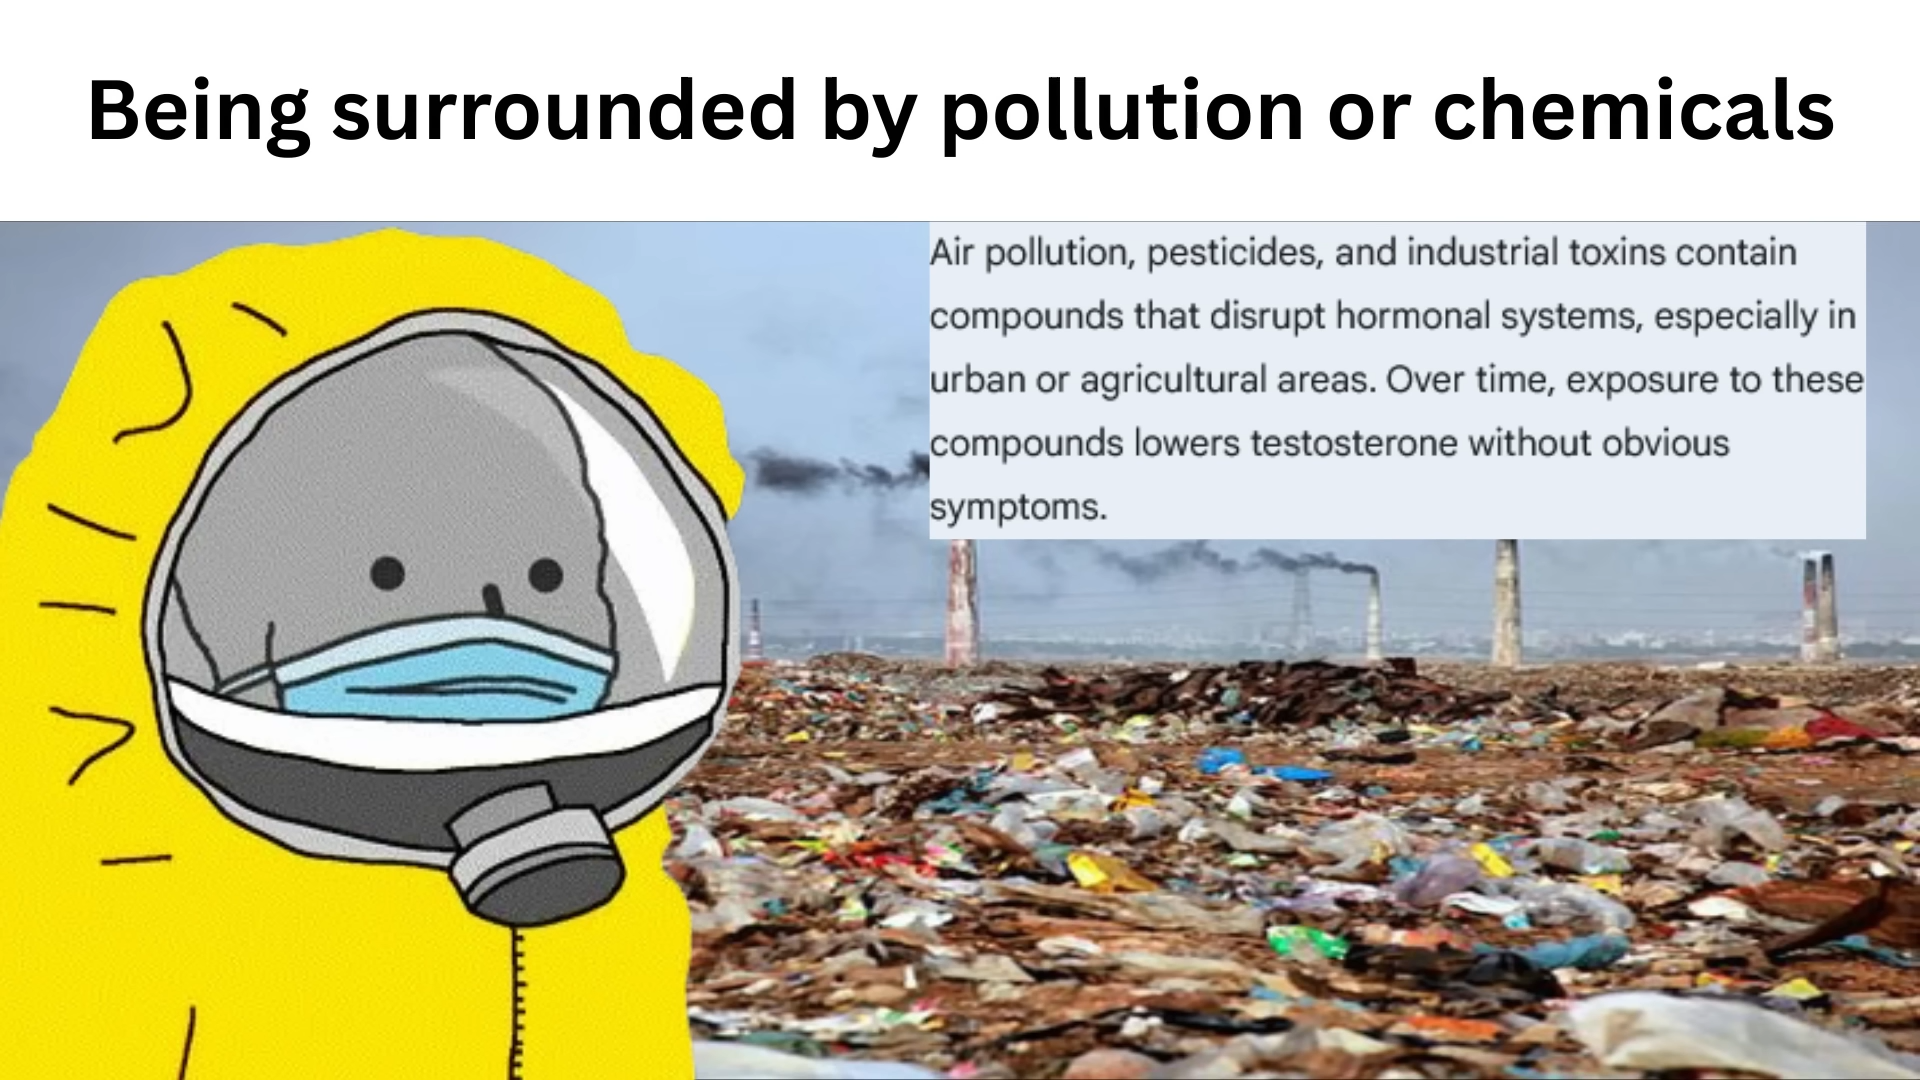 Being surrounded by pollution or chemicals
Air pollution, pesticides, and industrial toxins contain
compounds that disrupt hormonal systems, especially in
urban or agricultural areas. Over time, exposure to these
compounds lowers testosterone without obvious
symptoms.